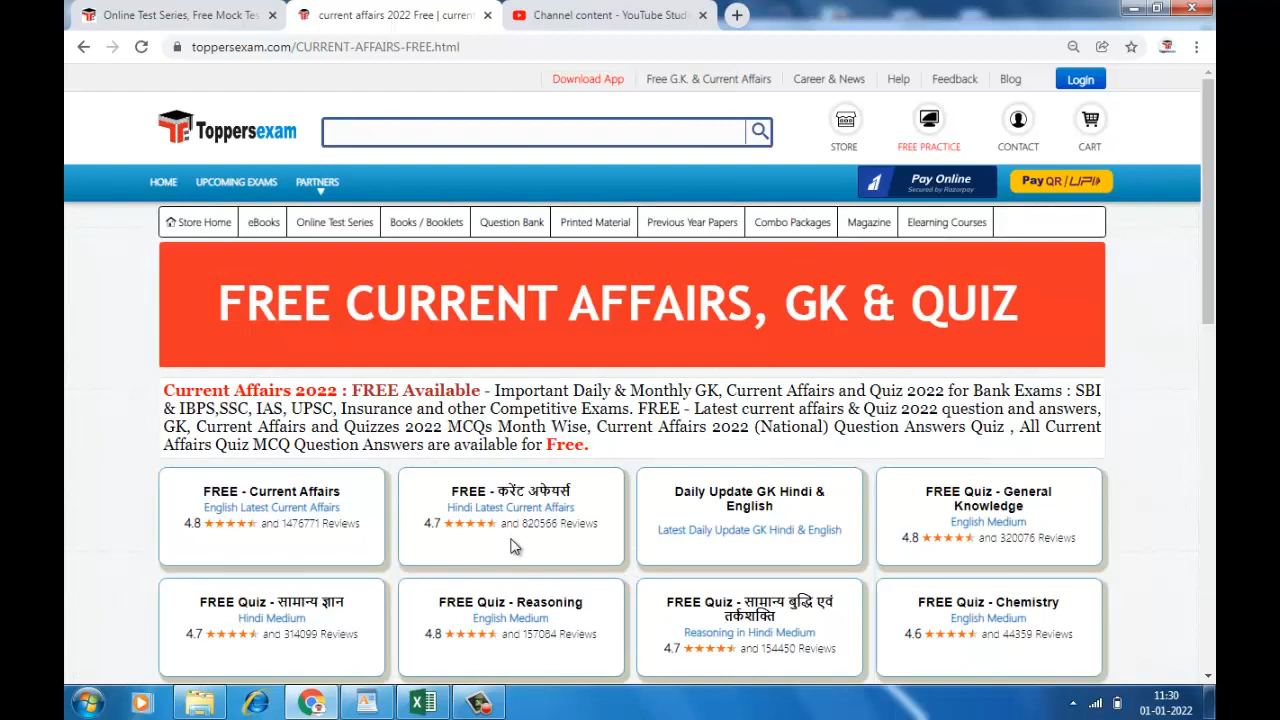 Online Test Series, Free Mock Tes
current affairs 2022 Free | current
Channel content - YouTube Studi
toppersexam.com/CURRENT-AFFAIRS-FREE.html
Download App Free G.K. & Current Affairs Career & News Help Feedback Blog Login
Toppersexam
STORE FREE PRACTICE CONTACT CART
HOME UPCOMING EXAMS PARTNERS
Pay Online
Secured by Razorpay
Pay QR / UPI
Store Home eBooks Online Test Series Books / Booklets Question Bank Printed Material Previous Year Papers Combo Packages Magazine Elearning Courses
FREE CURRENT AFFAIRS, GK & QUIZ
Current Affairs 2022 : FREE Available - Important Daily & Monthly GK, Current Affairs and Quiz 2022 for Bank Exams : SBI
& IBPS,SSC, IAS, UPSC, Insurance and other Competitive Exams. FREE - Latest current affairs & Quiz 2022 question and answers,
GK, Current Affairs and Quizzes 2022 MCQs Month Wise, Current Affairs 2022 (National) Question Answers Quiz , All Current
Affairs Quiz MCQ Question Answers are available for Free.
FREE - Current Affairs
English Latest Current Affairs
4.8 and 1476771 Reviews
FREE - करेंट अफेयर्स
Hindi Latest Current Affairs
4.7 and 820566 Reviews
Daily Update GK Hindi &
English
Latest Daily Update GK Hindi & English
FREE Quiz - General
Knowledge
English Medium
4.8 and 320076 Reviews
FREE Quiz - सामान्य ज्ञान
Hindi Medium
4.7 and 314099 Reviews
FREE Quiz - Reasoning
English Medium
4.8 and 157084 Reviews
FREE Quiz - सामान्य बुद्धि एवं
तर्कशक्ति
Reasoning in Hindi Medium
4.7 and 154450 Reviews
FREE Quiz - Chemistry
English Medium
4.6 and 44359 Reviews
11:30
01-01-2022